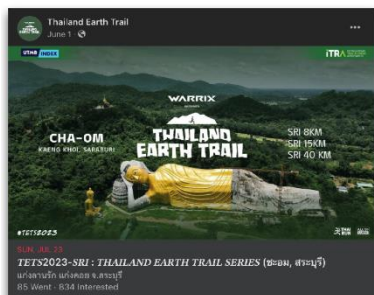 Thailand Earth Trail
June 1
UTMB INDEX
iTRA
WARRIX
THAILAND
EARTH TRAIL
CHA-OM
KAENG KHOI, SARABURI
SRI 8KM
SRI 15KM
SRI 40 KM
#TETS2023
SUN, JUL 23
TETS2023-SRI : THAILAND EARTH TRAIL SERIES (ชะอม, สระบุรี)
แก่งลานรัก แก่งคอย จ.สระบุรี
85 Went · 834 Interested